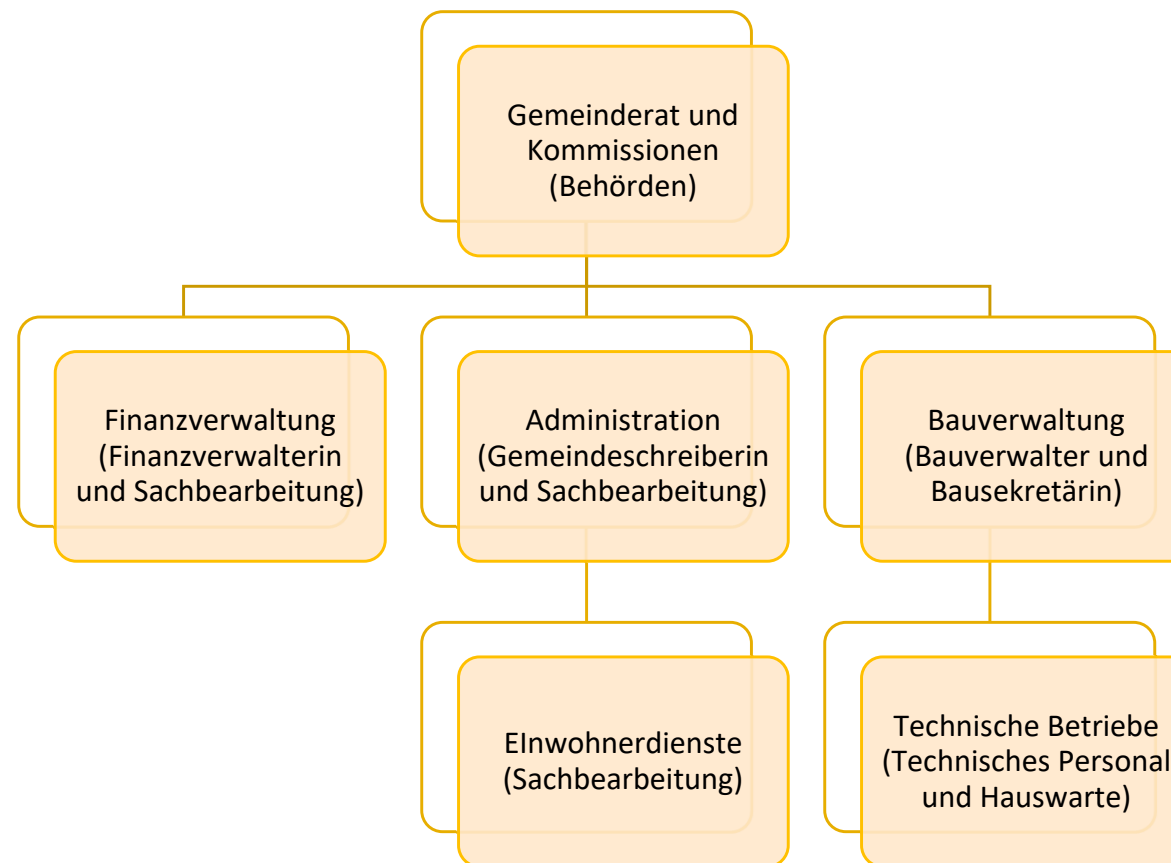 Gemeinderat und
Kommissionen
(Behörden)
Finanzverwaltung
(Finanzverwalterin
und Sachbearbeitung)
Administration
(Gemeindeschreiberin
und Sachbearbeitung)
Bauverwaltung
(Bauverwalter und
Bausekretärin)
EInwohnerdienste
(Sachbearbeitung)
Technische Betriebe
(Technisches Personal
und Hauswarte)